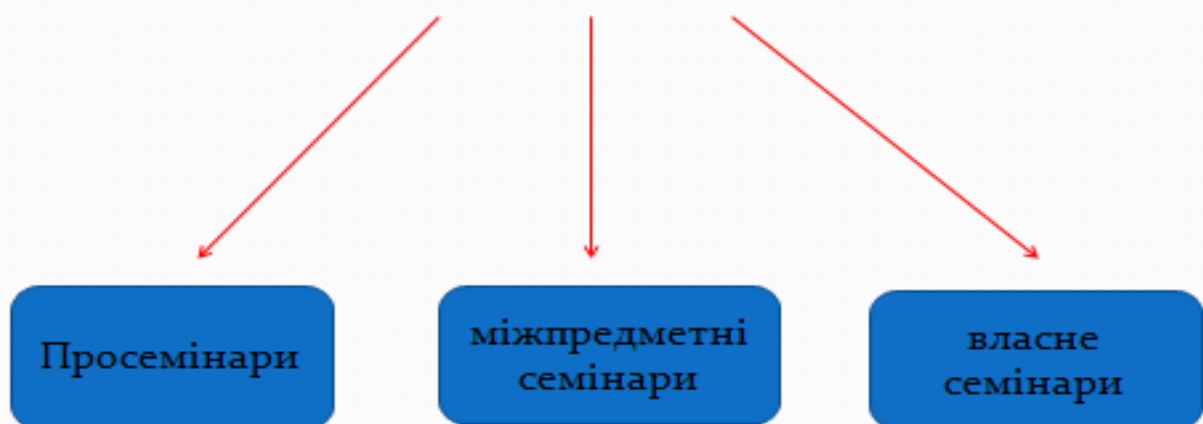 Просемінари
міжпредметні
семінари
власне
семінари